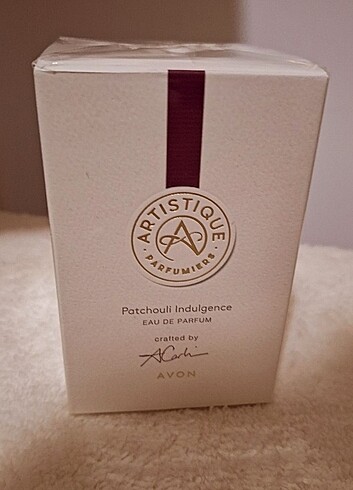 ARTISTIQUE
PARFUMIERS
Patchouli Indulgence
EAU DE PARFUM
crafted by
AVON